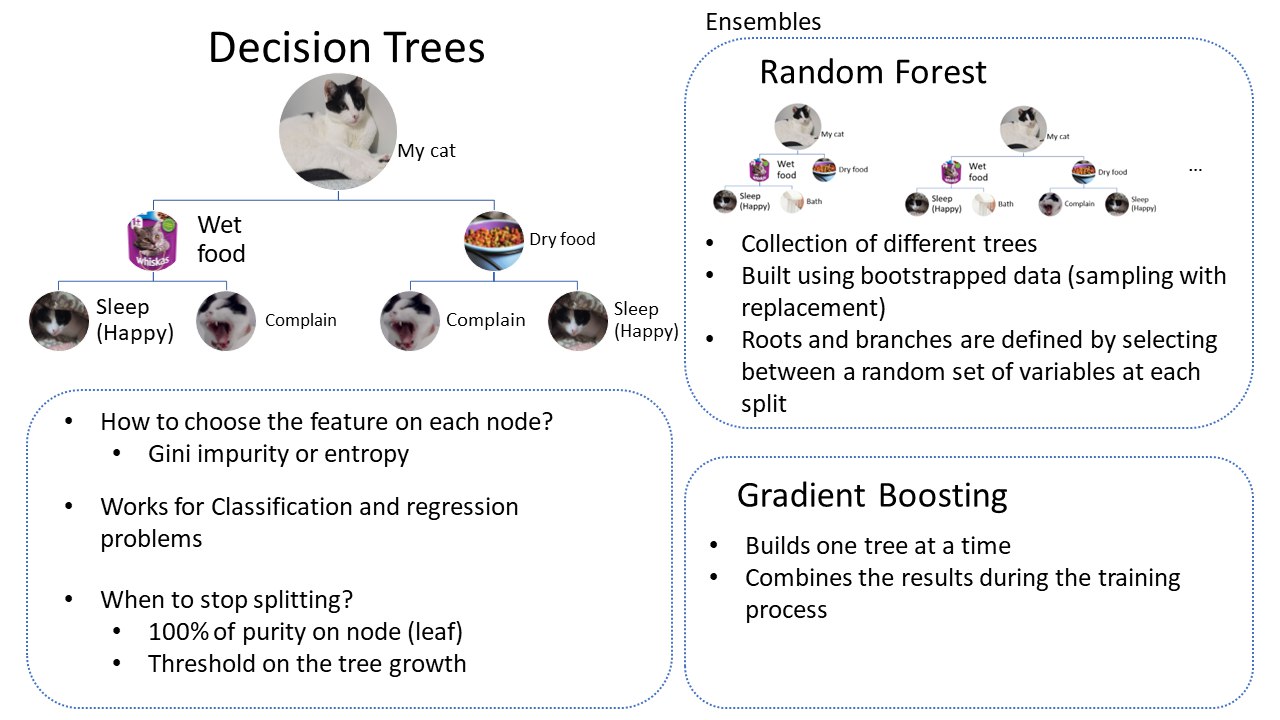 Decision Trees
My cat
Wet
food
1+
whiskas
Dry food
Sleep
(Happy)
Complain
Complain
Sleep
(Happy)
• How to choose the feature on each node?
• Gini impurity or entropy
• Works for Classification and regression
problems
• When to stop splitting?
• 100% of purity on node (leaf)
• Threshold on the tree growth
Ensembles
Random Forest
My cat
Wet
food
Dry food
Sleep
(Happy)
Bath
My cat
Wet
food
Dry food
Sleep
(Happy)
Bath
Complain
Sleep
(Happy)
...
• Collection of different trees
• Built using bootstrapped data (sampling with
replacement)
• Roots and branches are defined by selecting
between a random set of variables at each
split
Gradient Boosting
• Builds one tree at a time
• Combines the results during the training
process